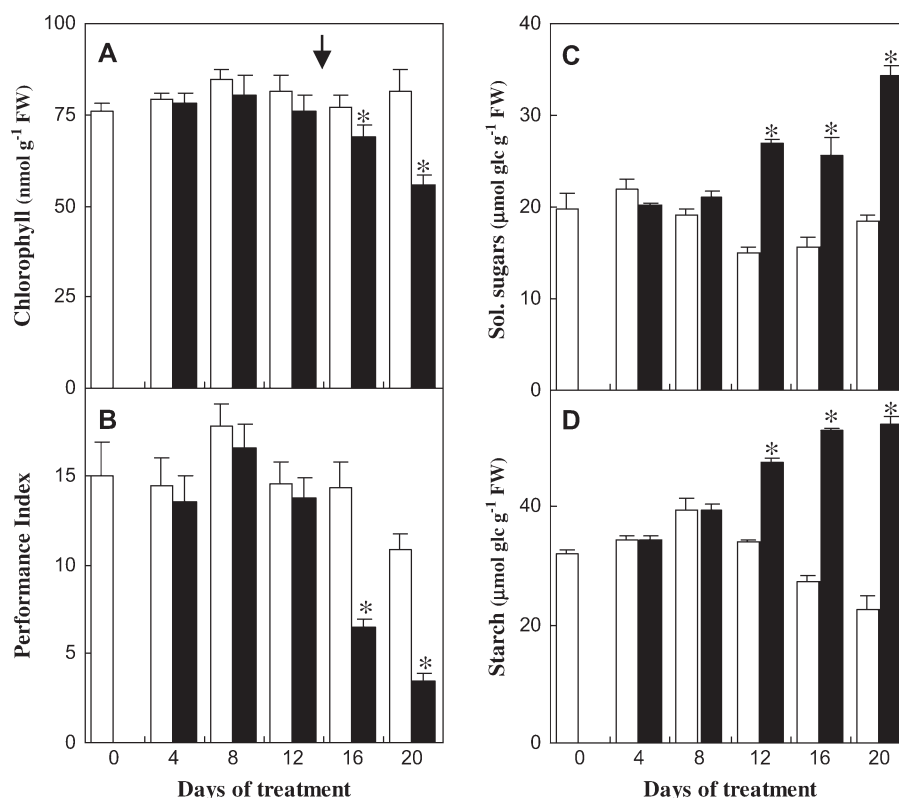 A
Chlorophyll (nmol g⁻¹ FW)
100
75
50
25
0
*
*
B
Performance Index
15
10
5
0
*
*
0 4 8 12 16 20
Days of treatment
C
Sol. sugars (µmol glc g⁻¹ FW)
40
30
20
10
0
*
*
*
D
Starch (µmol glc g⁻¹ FW)
40
20
0
*
*
*
0 4 8 12 16 20
Days of treatment